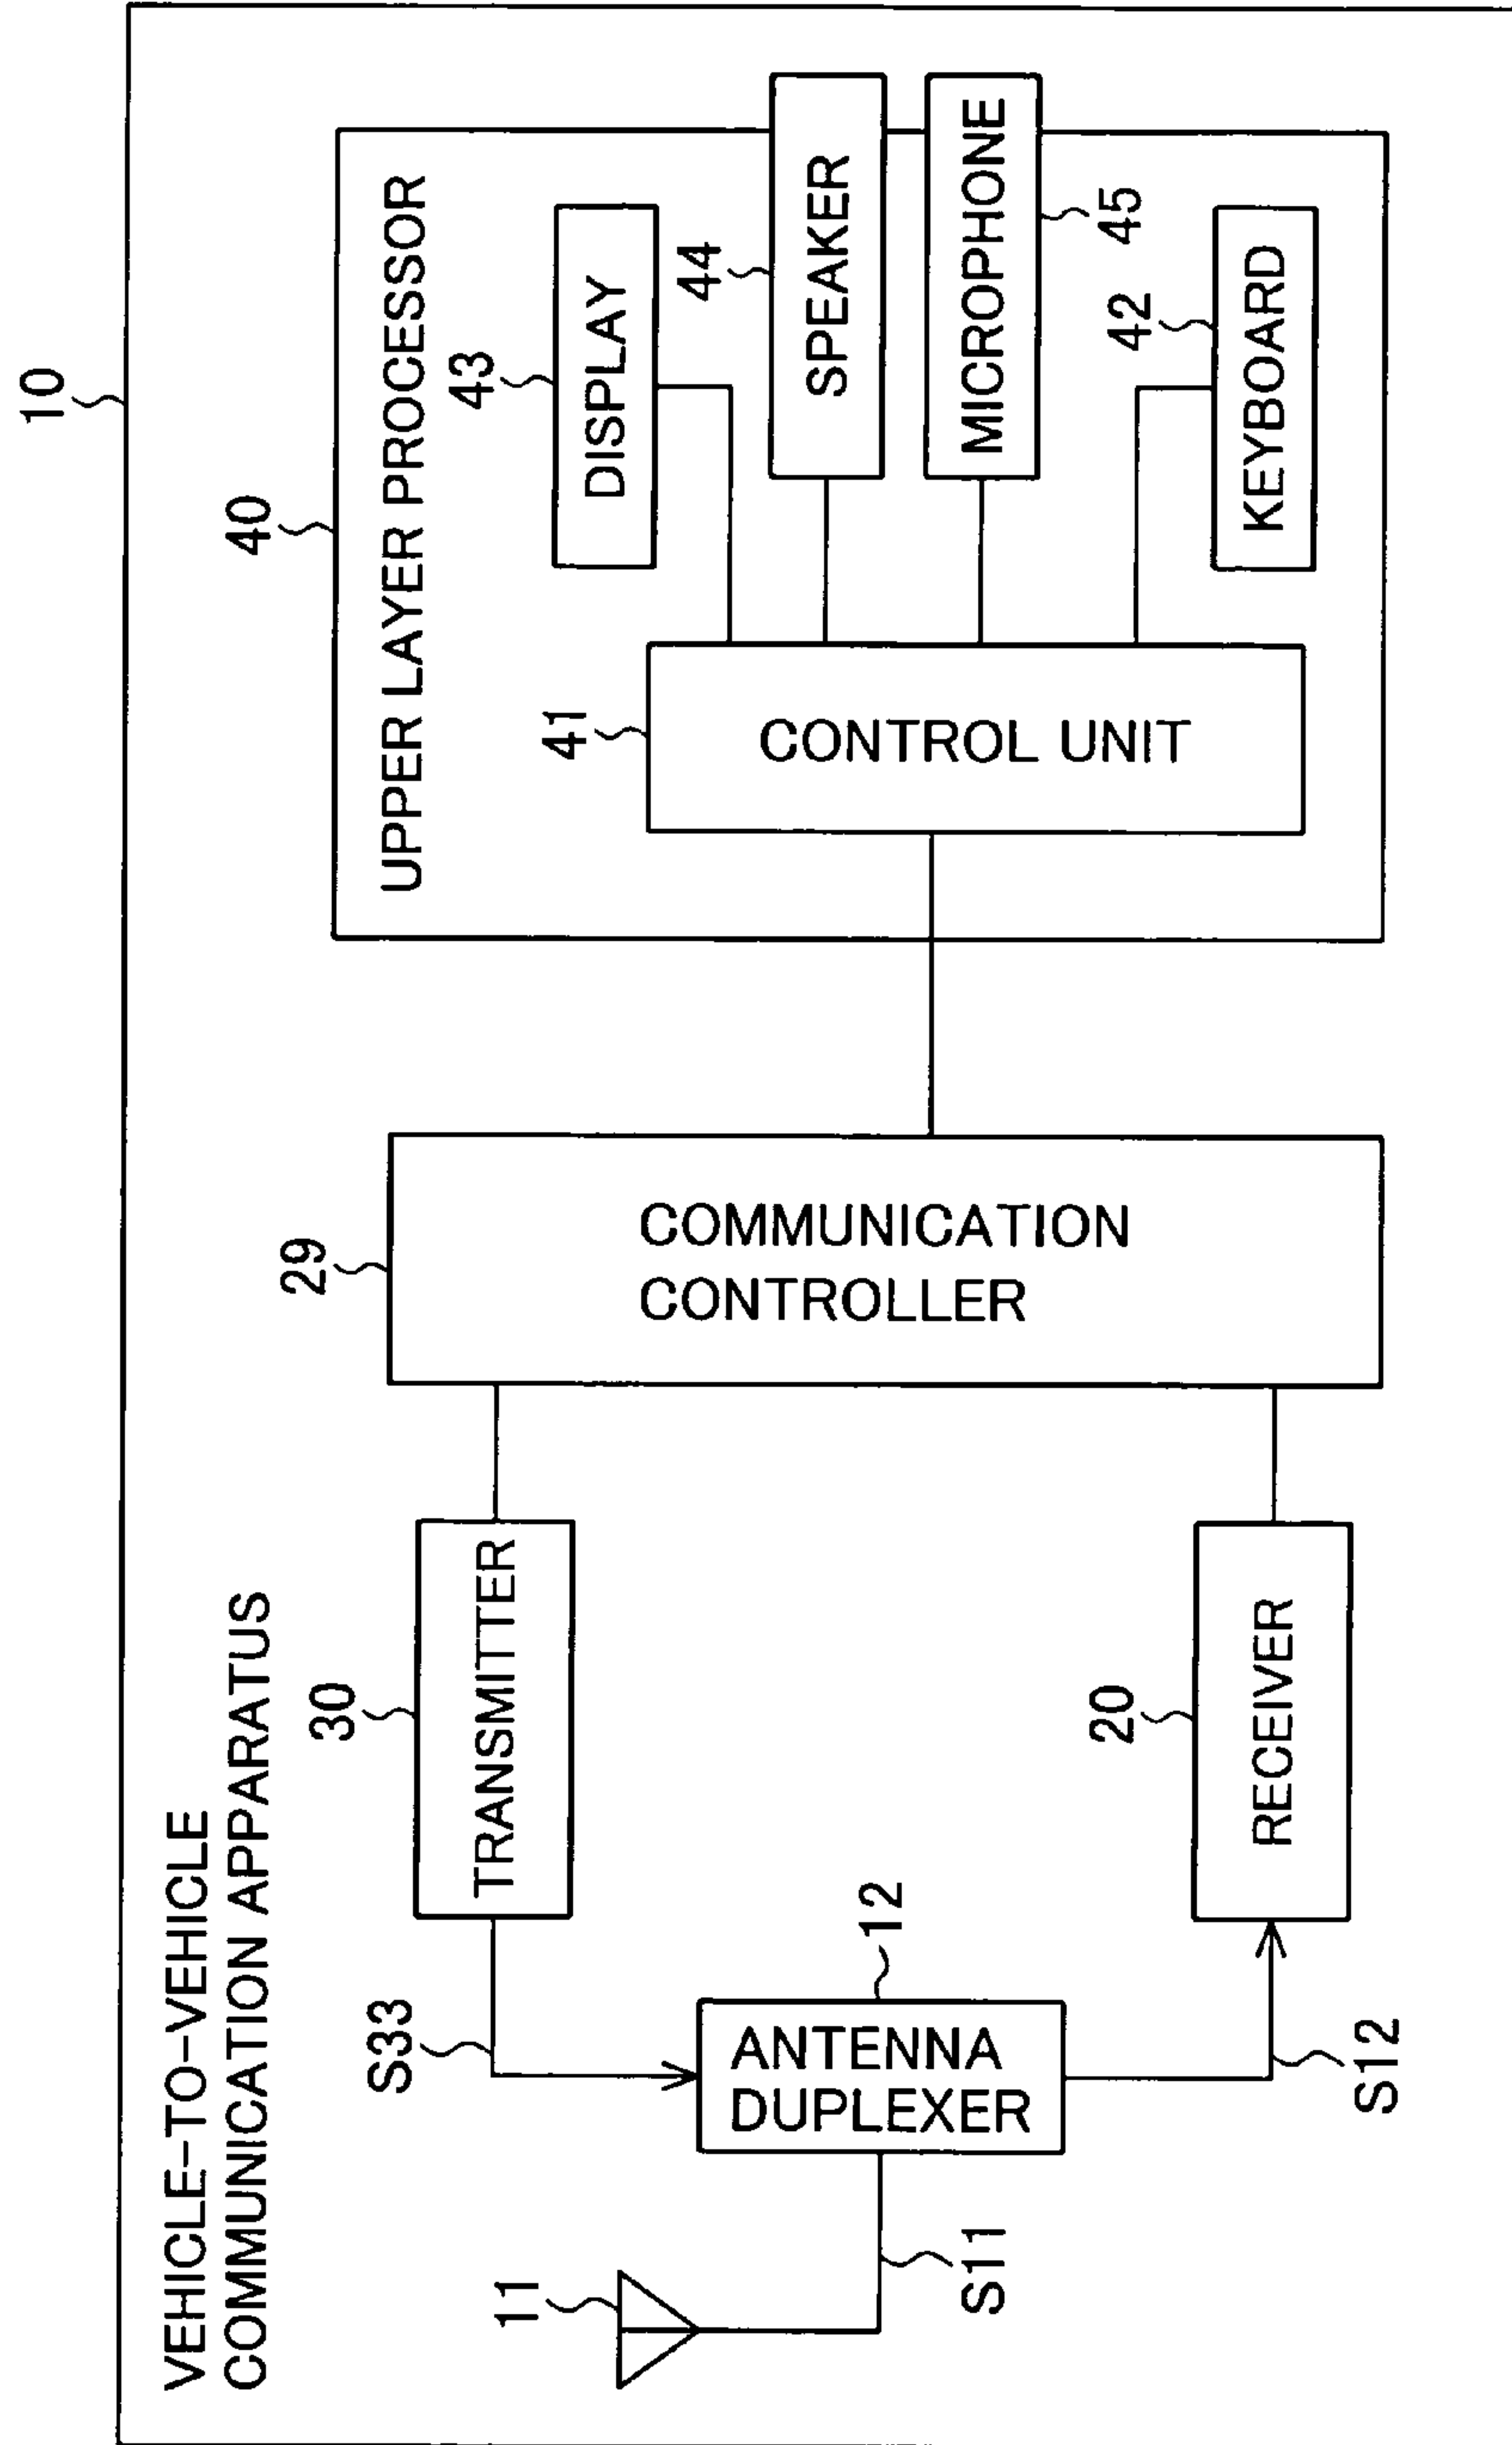 10
VEHICLE-TO-VEHICLE
COMMUNICATION APPARATUS
40
UPPER LAYER PROCESSOR
29
30
43
DISPLAY
S33
TRANSMITTER
COMMUNICATION
CONTROLLER
41
CONTROL UNIT
44
SPEAKER
11
12
ANTENNA
DUPLEXER
MICROPHONE
45
S11
20
42
RECEIVER
KEYBOARD
S12